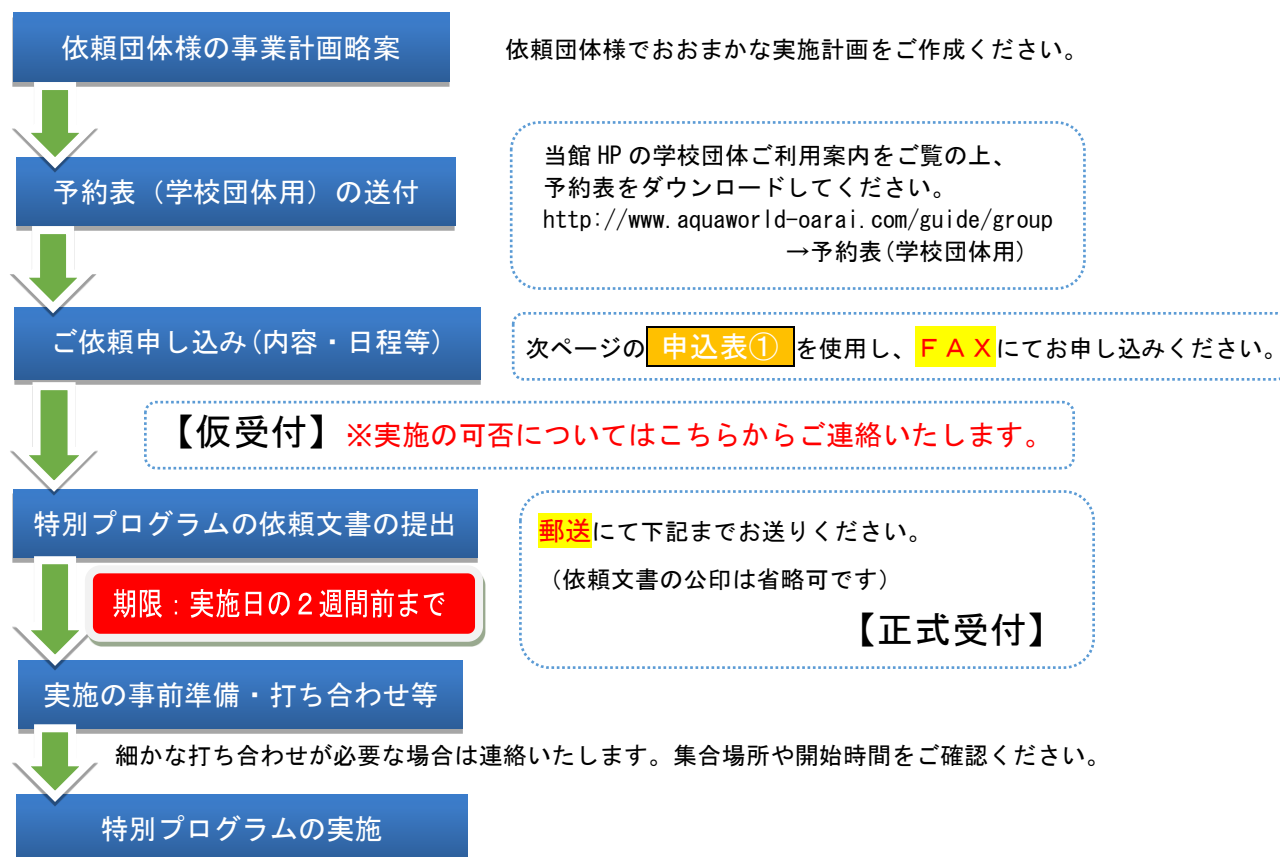 依頼団体様の事業計画略案
依頼団体様でおおまかな実施計画をご作成ください。
当館 HP の学校団体ご利用案内をご覧の上、
予約表をダウンロードしてください。
http://www.aquaworld-oarai.com/guide/group
→予約表(学校団体用)
予約表（学校団体用）の送付
ご依頼申し込み(内容・日程等)
次ページの 申込表① を使用し、ＦＡＸにてお申し込みください。
【仮受付】※実施の可否についてはこちらからご連絡いたします。
特別プログラムの依頼文書の提出
郵送にて下記までお送りください。
（依頼文書の公印は省略可です）
【正式受付】
期限：実施日の２週間前まで
実施の事前準備・打ち合わせ等
細かな打ち合わせが必要な場合は連絡いたします。集合場所や開始時間をご確認ください。
特別プログラムの実施